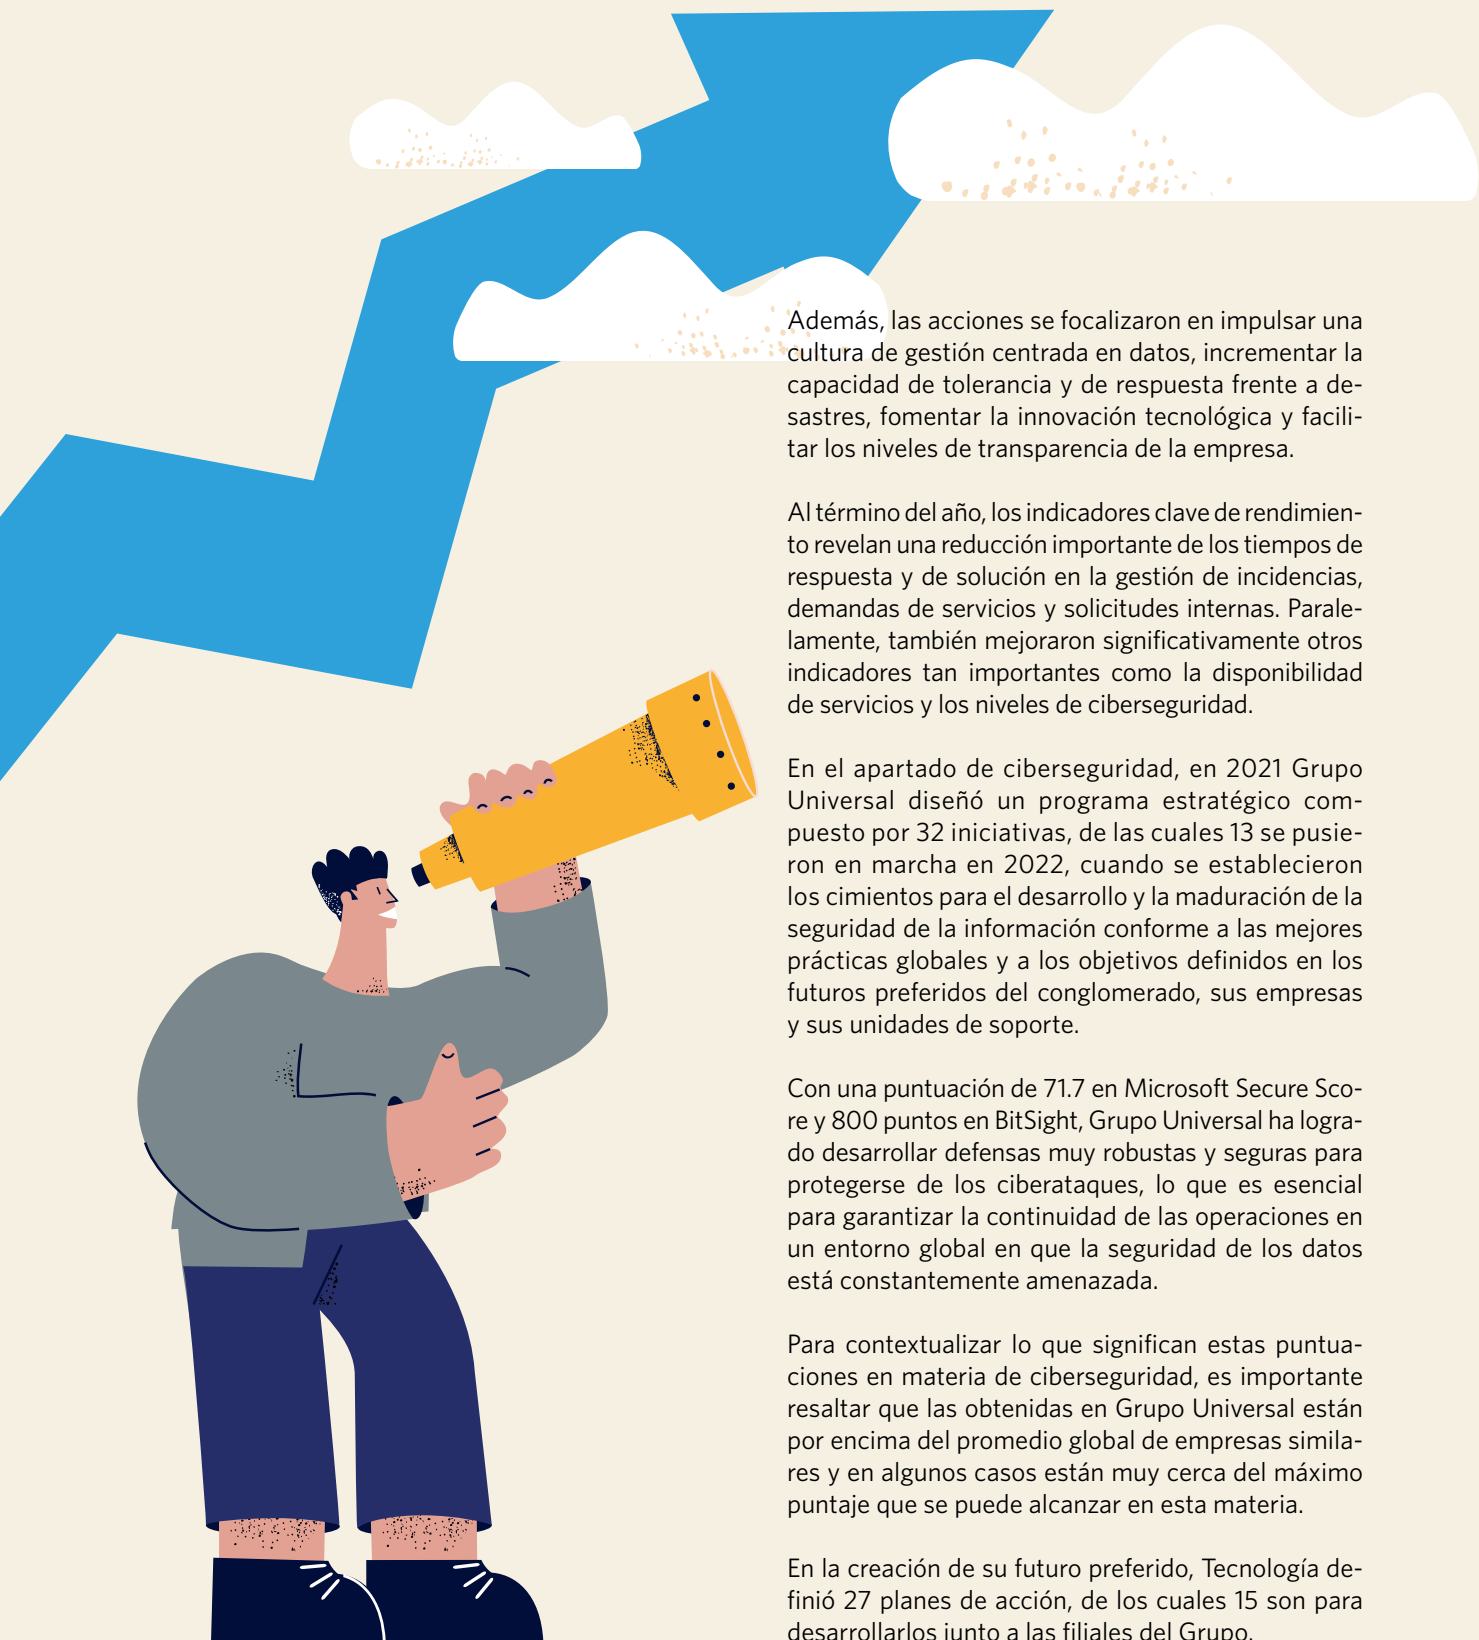 Además, las acciones se focalizaron en impulsar una
cultura de gestión centrada en datos, incrementar la
capacidad de tolerancia y de respuesta frente a de-
sastres, fomentar la innovación tecnológica y facili-
tar los niveles de transparencia de la empresa.
Al término del año, los indicadores clave de rendimien-
to revelan una reducción importante de los tiempos de
respuesta y de solución en la gestión de incidencias,
demandas de servicios y solicitudes internas. Parale-
lamente, también mejoraron significativamente otros
indicadores tan importantes como la disponibilidad
de servicios y los niveles de ciberseguridad.
En el apartado de ciberseguridad, en 2021 Grupo
Universal diseñó un programa estratégico com-
puesto por 32 iniciativas, de las cuales 13 se pusie-
ron en marcha en 2022, cuando se establecieron
los cimientos para el desarrollo y la maduración de la
seguridad de la información conforme a las mejores
prácticas globales y a los objetivos definidos en los
futuros preferidos del conglomerado, sus empresas
y sus unidades de soporte.
Con una puntuación de 71.7 en Microsoft Secure Sco-
re y 800 puntos en BitSight, Grupo Universal ha logra-
do desarrollar defensas muy robustas y seguras para
protegerse de los ciberataques, lo que es esencial
para garantizar la continuidad de las operaciones en
un entorno global en que la seguridad de los datos
está constantemente amenazada.
Para contextualizar lo que significan estas puntua-
ciones en materia de ciberseguridad, es importante
resaltar que las obtenidas en Grupo Universal están
por encima del promedio global de empresas simila-
res y en algunos casos están muy cerca del máximo
puntaje que se puede alcanzar en esta materia.
En la creación de su futuro preferido, Tecnología de-
finió 27 planes de acción, de los cuales 15 son para
desarrollarlos junto a las filiales del Grupo.